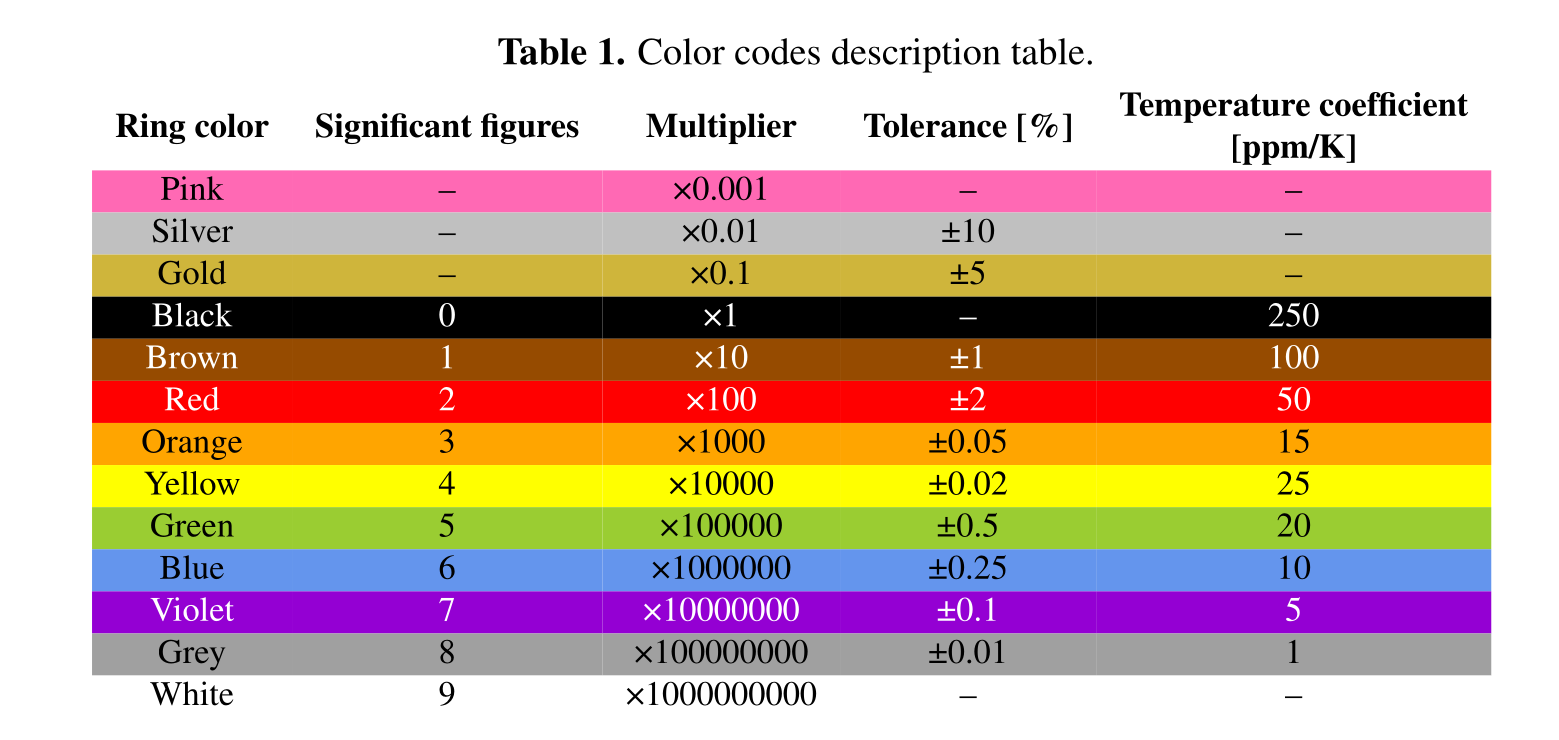 Table 1. Color codes description table.
Ring color Significant figures Multiplier Tolerance [%] Temperature coefficient [ppm/K]
Pink – ×0.001 – –
Silver – ×0.01 ±10 –
Gold – ×0.1 ±5 –
Black 0 ×1 – 250
Brown 1 ×10 ±1 100
Red 2 ×100 ±2 50
Orange 3 ×1000 ±0.05 15
Yellow 4 ×10000 ±0.02 25
Green 5 ×100000 ±0.5 20
Blue 6 ×1000000 ±0.25 10
Violet 7 ×10000000 ±0.1 5
Grey 8 ×100000000 ±0.01 1
White 9 ×1000000000 – –